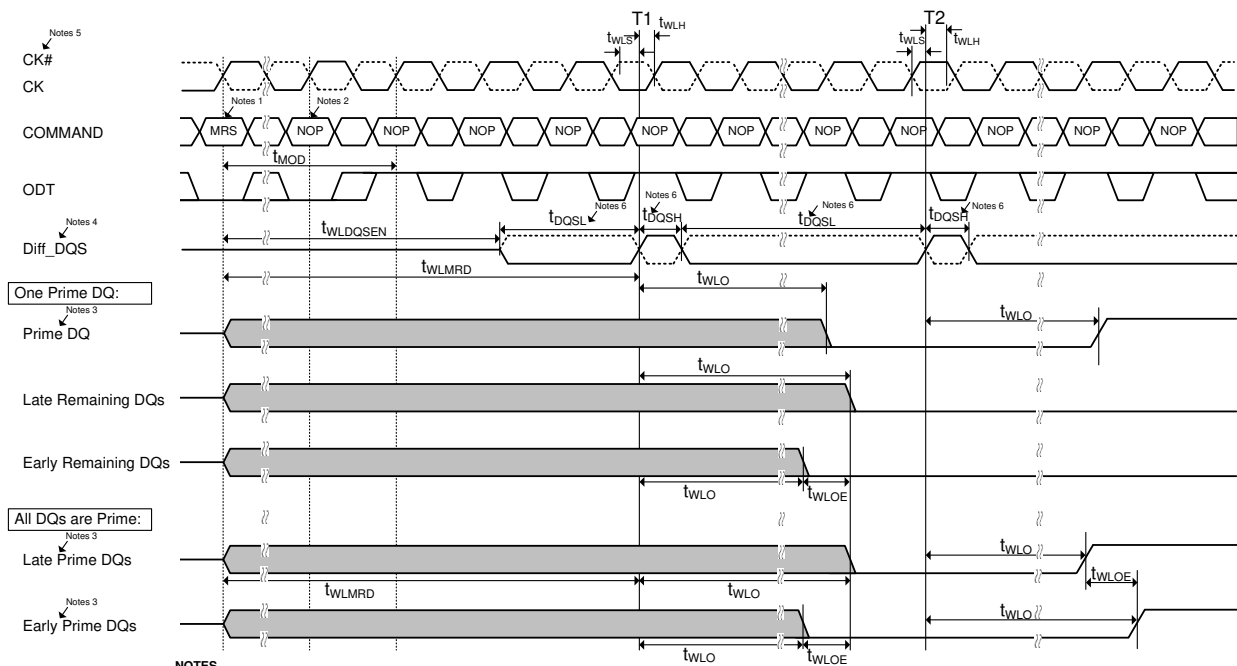 T1
T2
tWLS
tWLH
tWLS
tWLH
Notes 5
CK#
CK
Notes 1
Notes 2
COMMAND
MRS
NOP
NOP
NOP
NOP
NOP
NOP
NOP
NOP
NOP
NOP
NOP
tMOD
ODT
Notes 6
Notes 6
Notes 6
Notes 6
tDQSL
tDQSH
tDQSL
tDQSH
Notes 4
Diff_DQS
tWLDQSEN
tWLMRD
tWLO
One Prime DQ:
Notes 3
Prime DQ
tWLO
tWLO
Late Remaining DQs
Early Remaining DQs
tWLO
tWLOE
All DQs are Prime:
Notes 3
Late Prime DQs
tWLO
tWLMRD
tWLO
tWLOE
Notes 3
Early Prime DQs
tWLO
tWLO
tWLOE
NOTES